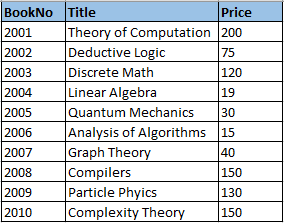 BookNo Title Price
2001 Theory of Computation 200
2002 Deductive Logic 75
2003 Discrete Math 120
2004 Linear Algebra 19
2005 Quantum Mechanics 30
2006 Analysis of Algorithms 15
2007 Graph Theory 40
2008 Compilers 150
2009 Particle Phyics 130
2010 Complexity Theory 150